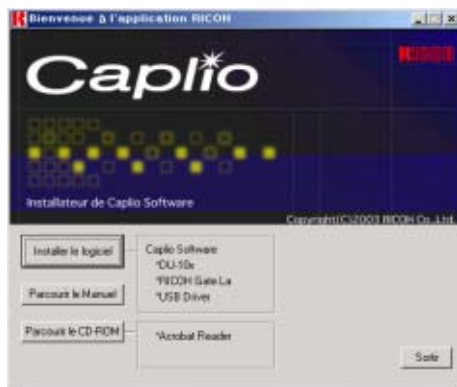 Bienvenue à l'application RICOH
RICOH
Caplio
Installateur de Caplio Software
Copyright(C)2003 RICOH Co.,Ltd.
Installer le logiciel
Caplio Software
*DU-10x
*RICOH Gate La
*USB Driver
Parcourir le Manuel
Parcourir le CD-ROM
*Acrobat Reader
Sortir